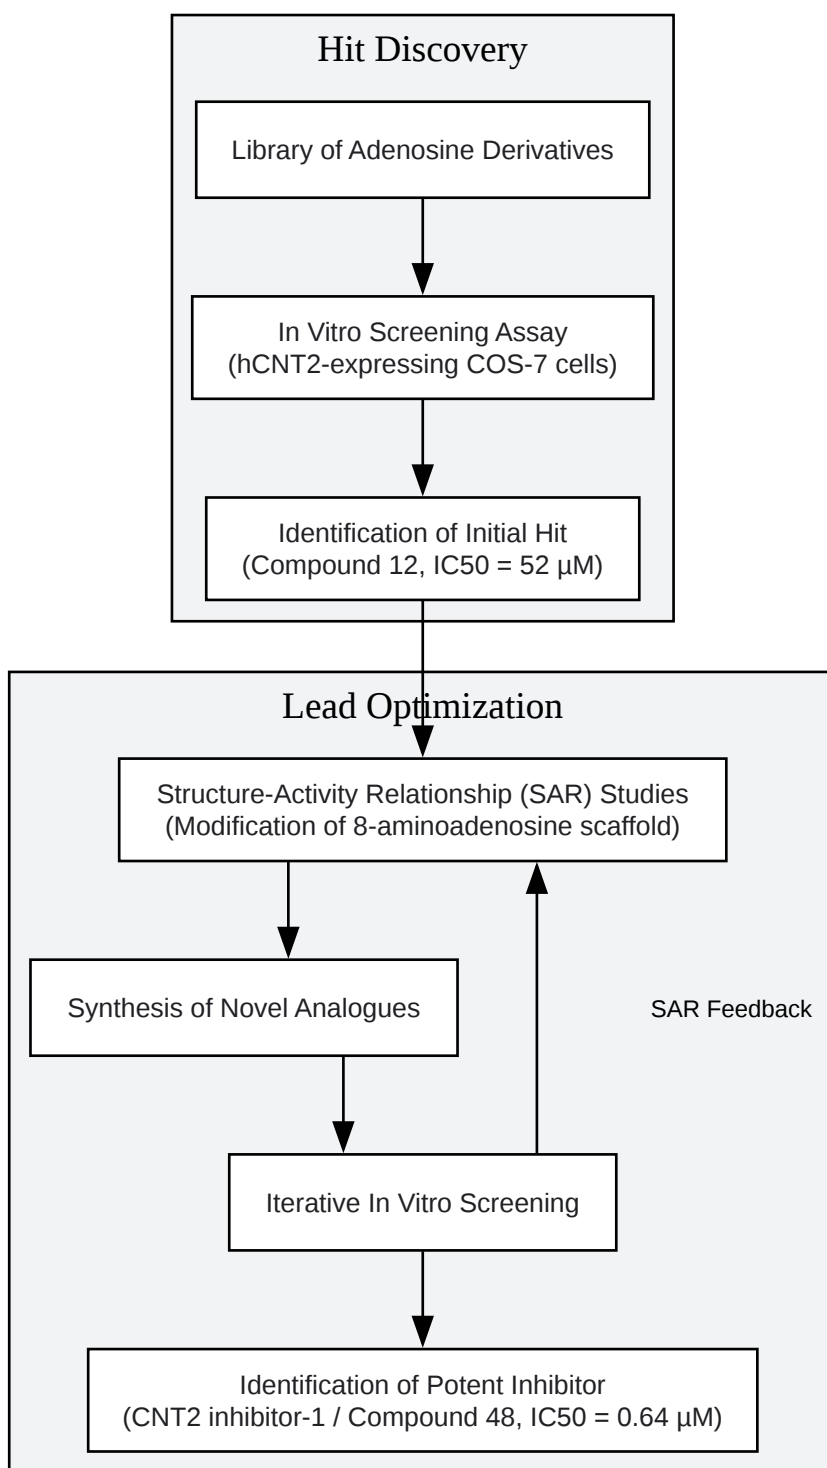 Hit Discovery
Library of Adenosine Derivatives
In Vitro Screening Assay
(hCNT2-expressing COS-7 cells)
Identification of Initial Hit
(Compound 12, IC50 = 52 µM)
Lead Optimization
Structure-Activity Relationship (SAR) Studies
(Modification of 8-aminoadenosine scaffold)
Synthesis of Novel Analogues
SAR Feedback
Iterative In Vitro Screening
Identification of Potent Inhibitor
(CNT2 inhibitor-1 / Compound 48, IC50 = 0.64 µM)